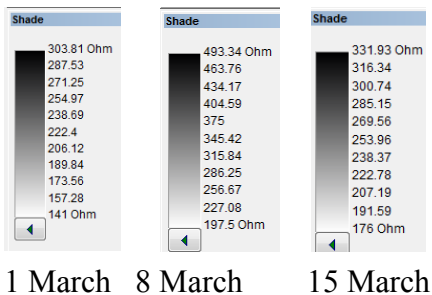 Shade
303.81 Ohm
287.53
271.25
254.97
238.69
222.4
206.12
189.84
173.56
157.28
141 Ohm
Shade
493.34 Ohm
463.76
434.17
404.59
375
345.42
315.84
286.25
256.67
227.08
197.5 Ohm
Shade
331.93 Ohm
316.34
300.74
285.15
269.56
253.96
238.37
222.78
207.19
191.59
176 Ohm
1 March 8 March 15 March